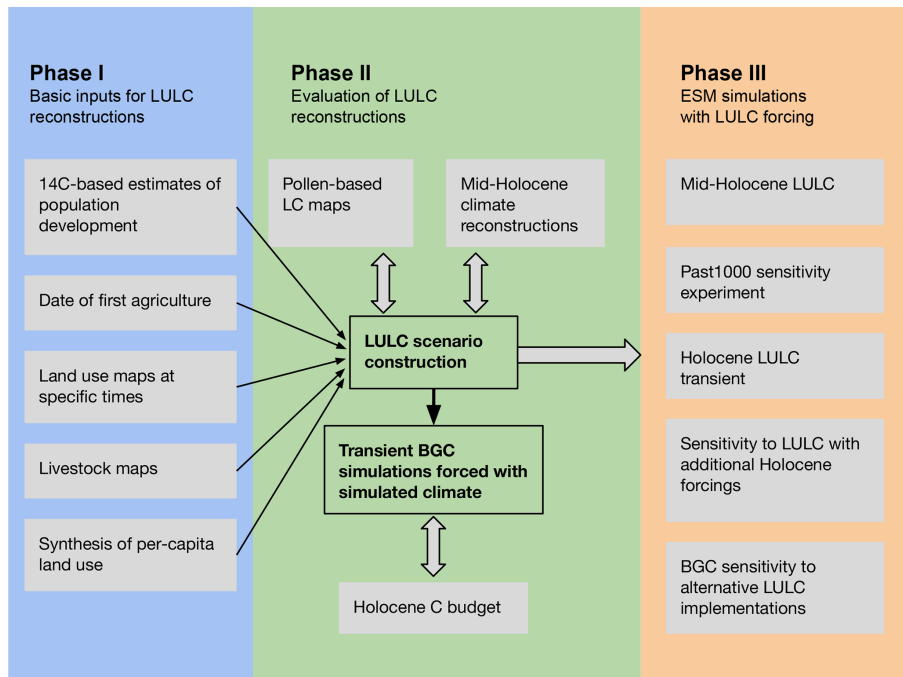 Phase I
Basic inputs for LULC
reconstructions
14C-based estimates of
population
development
Date of first agriculture
Land use maps at
specific times
Livestock maps
Synthesis of per-capita
land use
Phase II
Evaluation of LULC
reconstructions
Pollen-based
LC maps
Mid-Holocene
climate
reconstructions
LULC scenario
construction
Transient BGC
simulations forced with
simulated climate
Holocene C budget
Phase III
ESM simulations
with LULC forcing
Mid-Holocene LULC
Past1000 sensitivity
experiment
Holocene LULC
transient
Sensitivity to LULC with
additional Holocene
forcings
BGC sensitivity to
alternative LULC
implementations